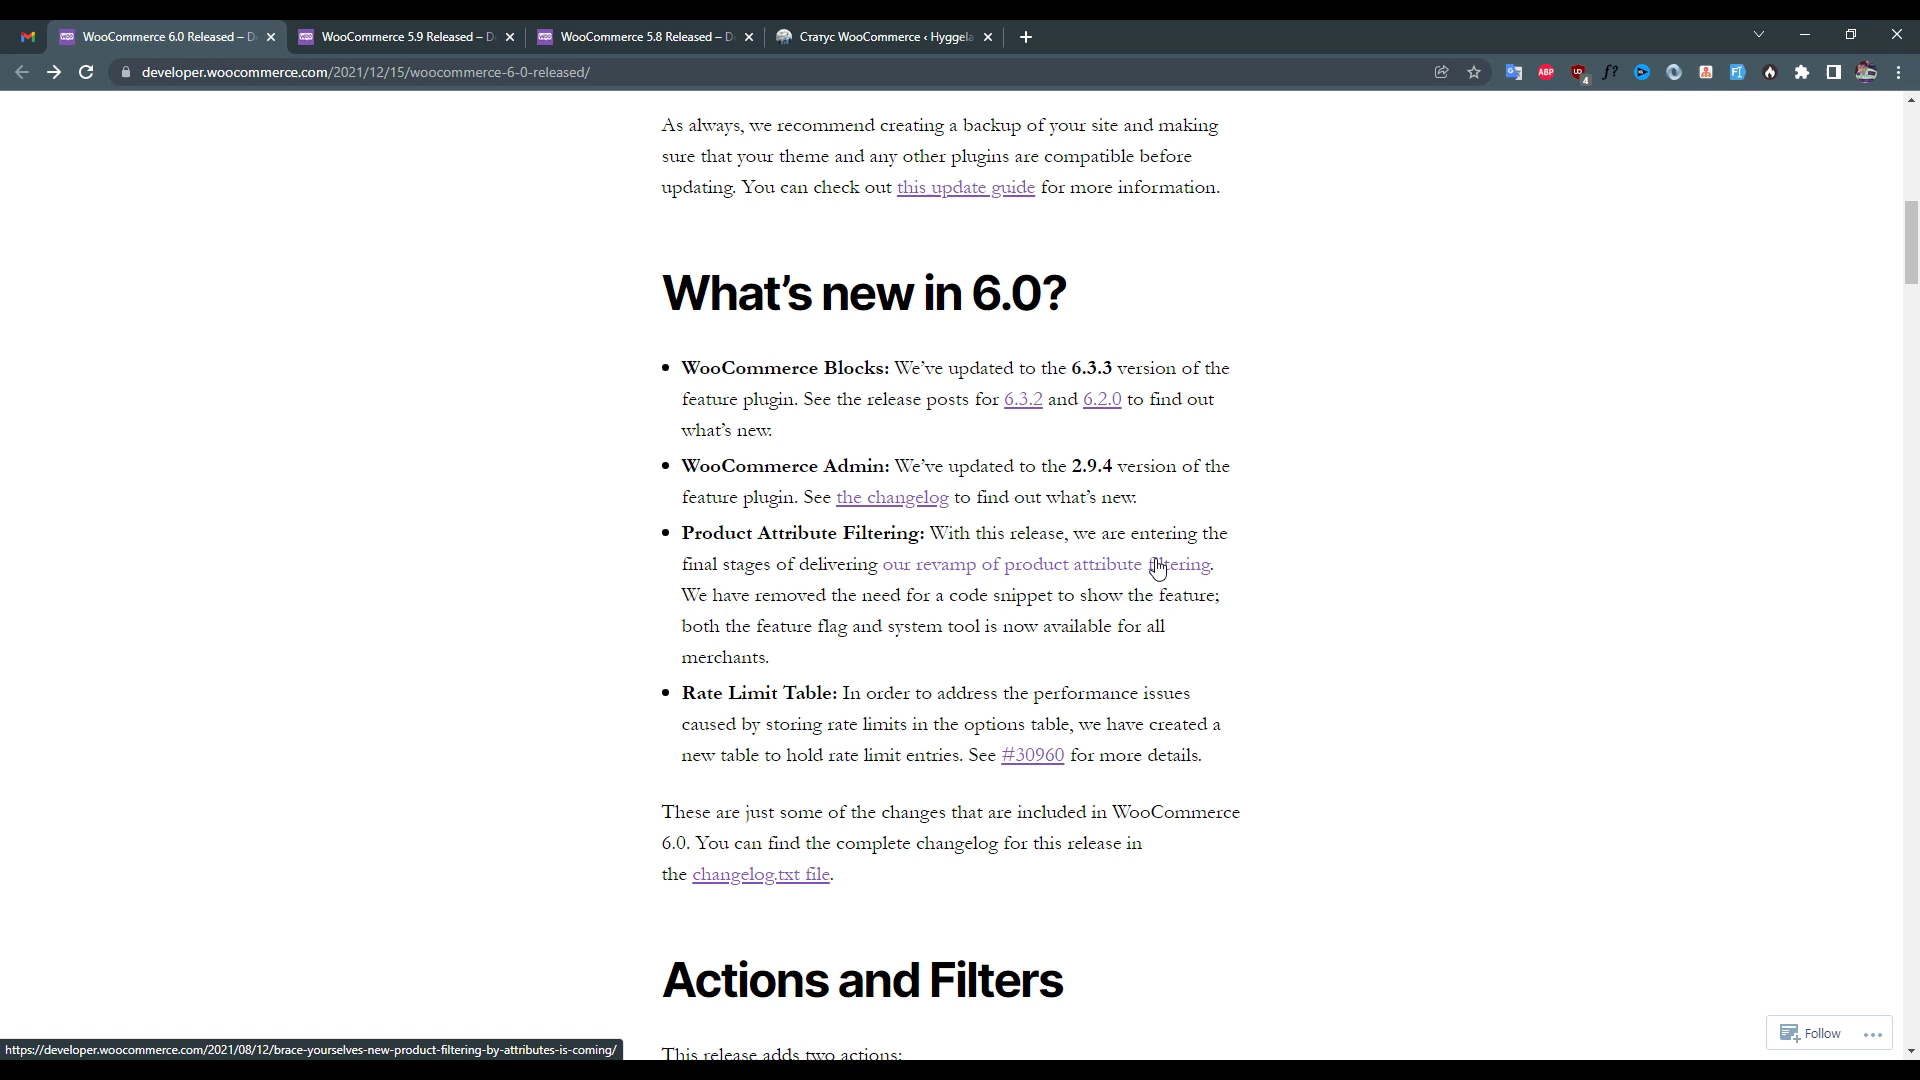 WooCommerce 6.0 Released – D
WooCommerce 5.9 Released – D
WooCommerce 5.8 Released – D
Статус WooCommerce ‹ Hyggela
developer.woocommerce.com/2021/12/15/woocommerce-6-0-released/
As always, we recommend creating a backup of your site and making
sure that your theme and any other plugins are compatible before
updating. You can check out this update guide for more information.
What’s new in 6.0?
• WooCommerce Blocks: We’ve updated to the 6.3.3 version of the
feature plugin. See the release posts for 6.3.2 and 6.2.0 to find out
what’s new.
• WooCommerce Admin: We’ve updated to the 2.9.4 version of the
feature plugin. See the changelog to find out what’s new.
• Product Attribute Filtering: With this release, we are entering the
final stages of delivering our revamp of product attribute filtering.
We have removed the need for a code snippet to show the feature;
both the feature flag and system tool is now available for all
merchants.
• Rate Limit Table: In order to address the performance issues
caused by storing rate limits in the options table, we have created a
new table to hold rate limit entries. See #30960 for more details.
These are just some of the changes that are included in WooCommerce
6.0. You can find the complete changelog for this release in
the changelog.txt file.
Actions and Filters
Follow
https://developer.woocommerce.com/2021/08/12/brace-yourselves-new-product-filtering-by-attributes-is-coming/
This release adds two actions: